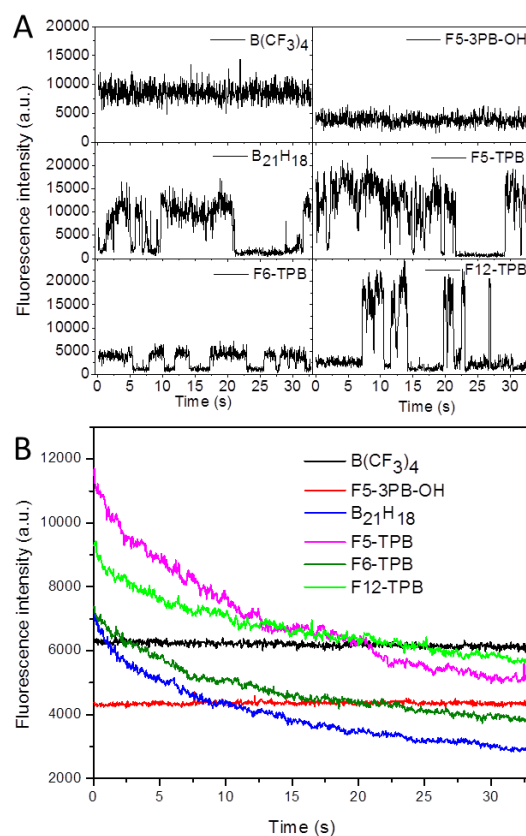 A
B(CF3)4
F5-3PB-OH
20000
15000
10000
5000
0
B21H18
F5-TPB
20000
15000
10000
5000
0
F6-TPB
F12-TPB
20000
15000
10000
5000
0
Fluorescence intensity (a.u.)
0 5 10 15 20 25 30
0 5 10 15 20 25 30
Time (s)
Time (s)
B
12000
10000
8000
6000
4000
2000
Fluorescence intensity (a.u.)
B(CF3)4
F5-3PB-OH
B21H18
F5-TPB
F6-TPB
F12-TPB
0 5 10 15 20 25 30
Time (s)